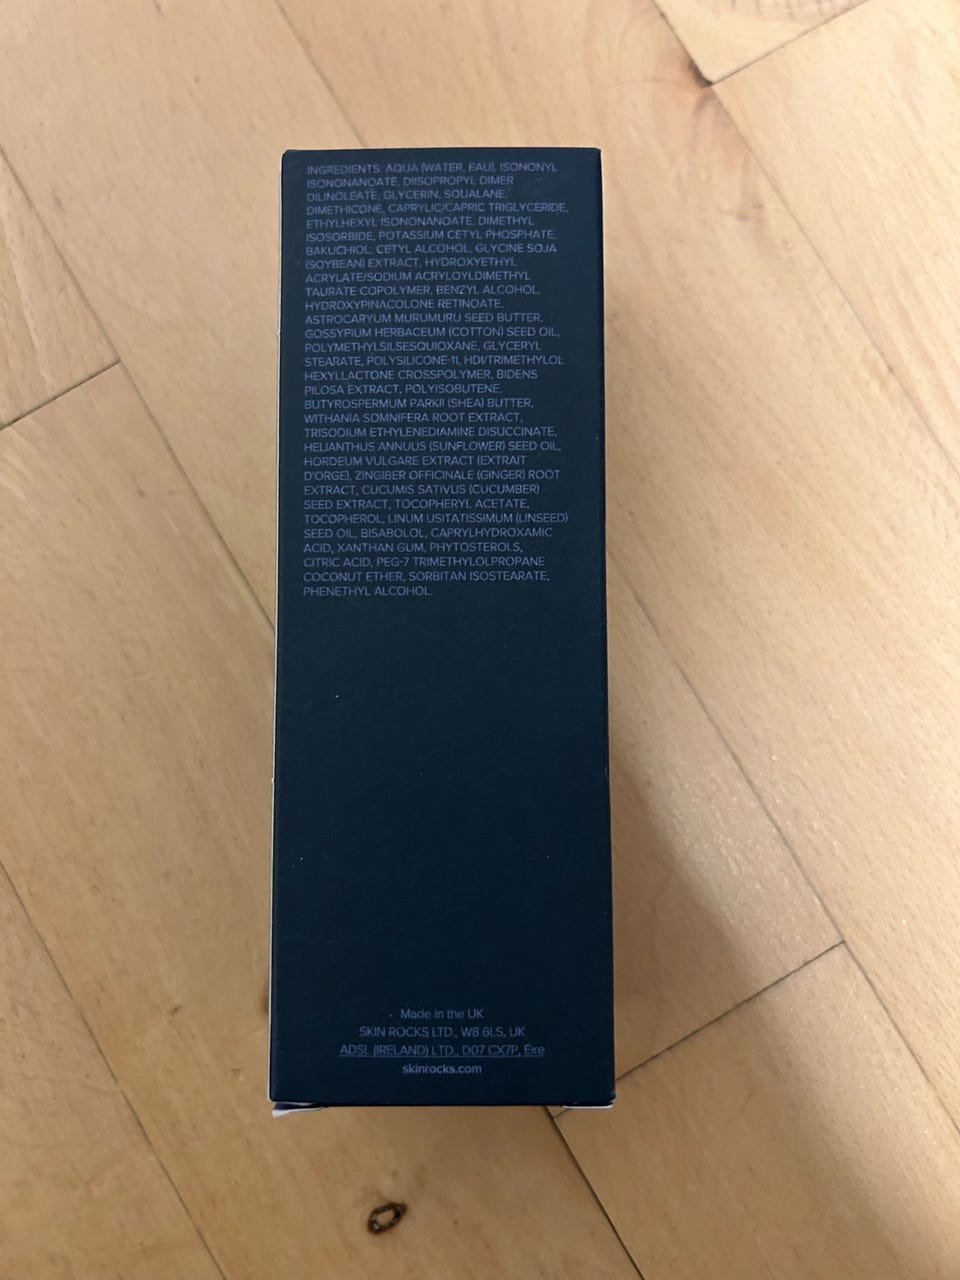 INGREDIENTS: AQUA (WATER, EAU), ISONONYL
ISONONANOATE, DIISOPROPYL DIMER
DILINOLEATE, GLYCERIN, SQUALANE,
DIMETHICONE, CAPRYLIC/CAPRIC TRIGLYCERIDE,
ETHYLHEXYL ISONONANOATE, DIMETHYL
ISOSORBIDE, POTASSIUM CETYL PHOSPHATE,
BAKUCHIOL, CETYL ALCOHOL, GLYCINE SOJA
(SOYBEAN) EXTRACT, HYDROXYETHYL
ACRYLATE/SODIUM ACRYLOYLDIMETHYL
TAURATE COPOLYMER, BENZYL ALCOHOL,
HYDROXYPINACOLONE RETINOATE,
ASTROCARYUM MURUMURU SEED BUTTER,
GOSSYPIUM HERBACEUM (COTTON) SEED OIL,
POLYMETHYLSILSESQUIOXANE, GLYCERYL
STEARATE, POLYSILICONE-11, HDI/TRIMETHYLOL
HEXYLLACTONE CROSSPOLYMER, BIDENS
PILOSA EXTRACT, POLYISOBUTENE,
BUTYROSPERMUM PARKII (SHEA) BUTTER,
WITHANIA SOMNIFERA ROOT EXTRACT,
TRISODIUM ETHYLENEDIAMINE DISUCCINATE,
HELIANTHUS ANNUUS (SUNFLOWER) SEED OIL,
HORDEUM VULGARE EXTRACT (EXTRAIT
D'ORGE), ZINGIBER OFFICINALE (GINGER) ROOT
EXTRACT, CUCUMIS SATIVUS (CUCUMBER)
SEED EXTRACT, TOCOPHERYL ACETATE,
TOCOPHEROL, LINUM USITATISSIMUM (LINSEED)
SEED OIL, BISABOLOL, CAPRYLHYDROXAMIC
ACID, XANTHAN GUM, PHYTOSTEROLS,
CITRIC ACID, PEG-7 TRIMETHYLOLPROPANE
COCONUT ETHER, SORBITAN ISOSTEARATE,
PHENETHYL ALCOHOL.
Made in the UK
SKIN ROCKS LTD., W8 6LS, UK
ADSL (IRELAND) LTD., D07 CX7P, Éire
skinrocks.com